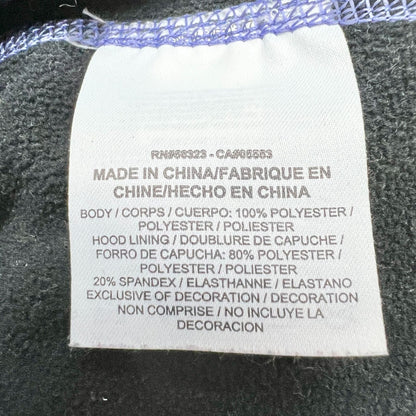 RN#58323 - CA#05553
MADE IN CHINA/FABRIQUE EN
CHINE/HECHO EN CHINA
BODY / CORPS / CUERPO: 100% POLYESTER /
POLYESTER / POLIESTER
HOOD LINING / DOUBLURE DE CAPUCHE /
FORRO DE CAPUCHA: 80% POLYESTER /
POLYESTER / POLIESTER
20% SPANDEX / ELASTHANNE / ELASTANO
EXCLUSIVE OF DECORATION / DECORATION
NON COMPRISE / NO INCLUYE LA
DECORACION